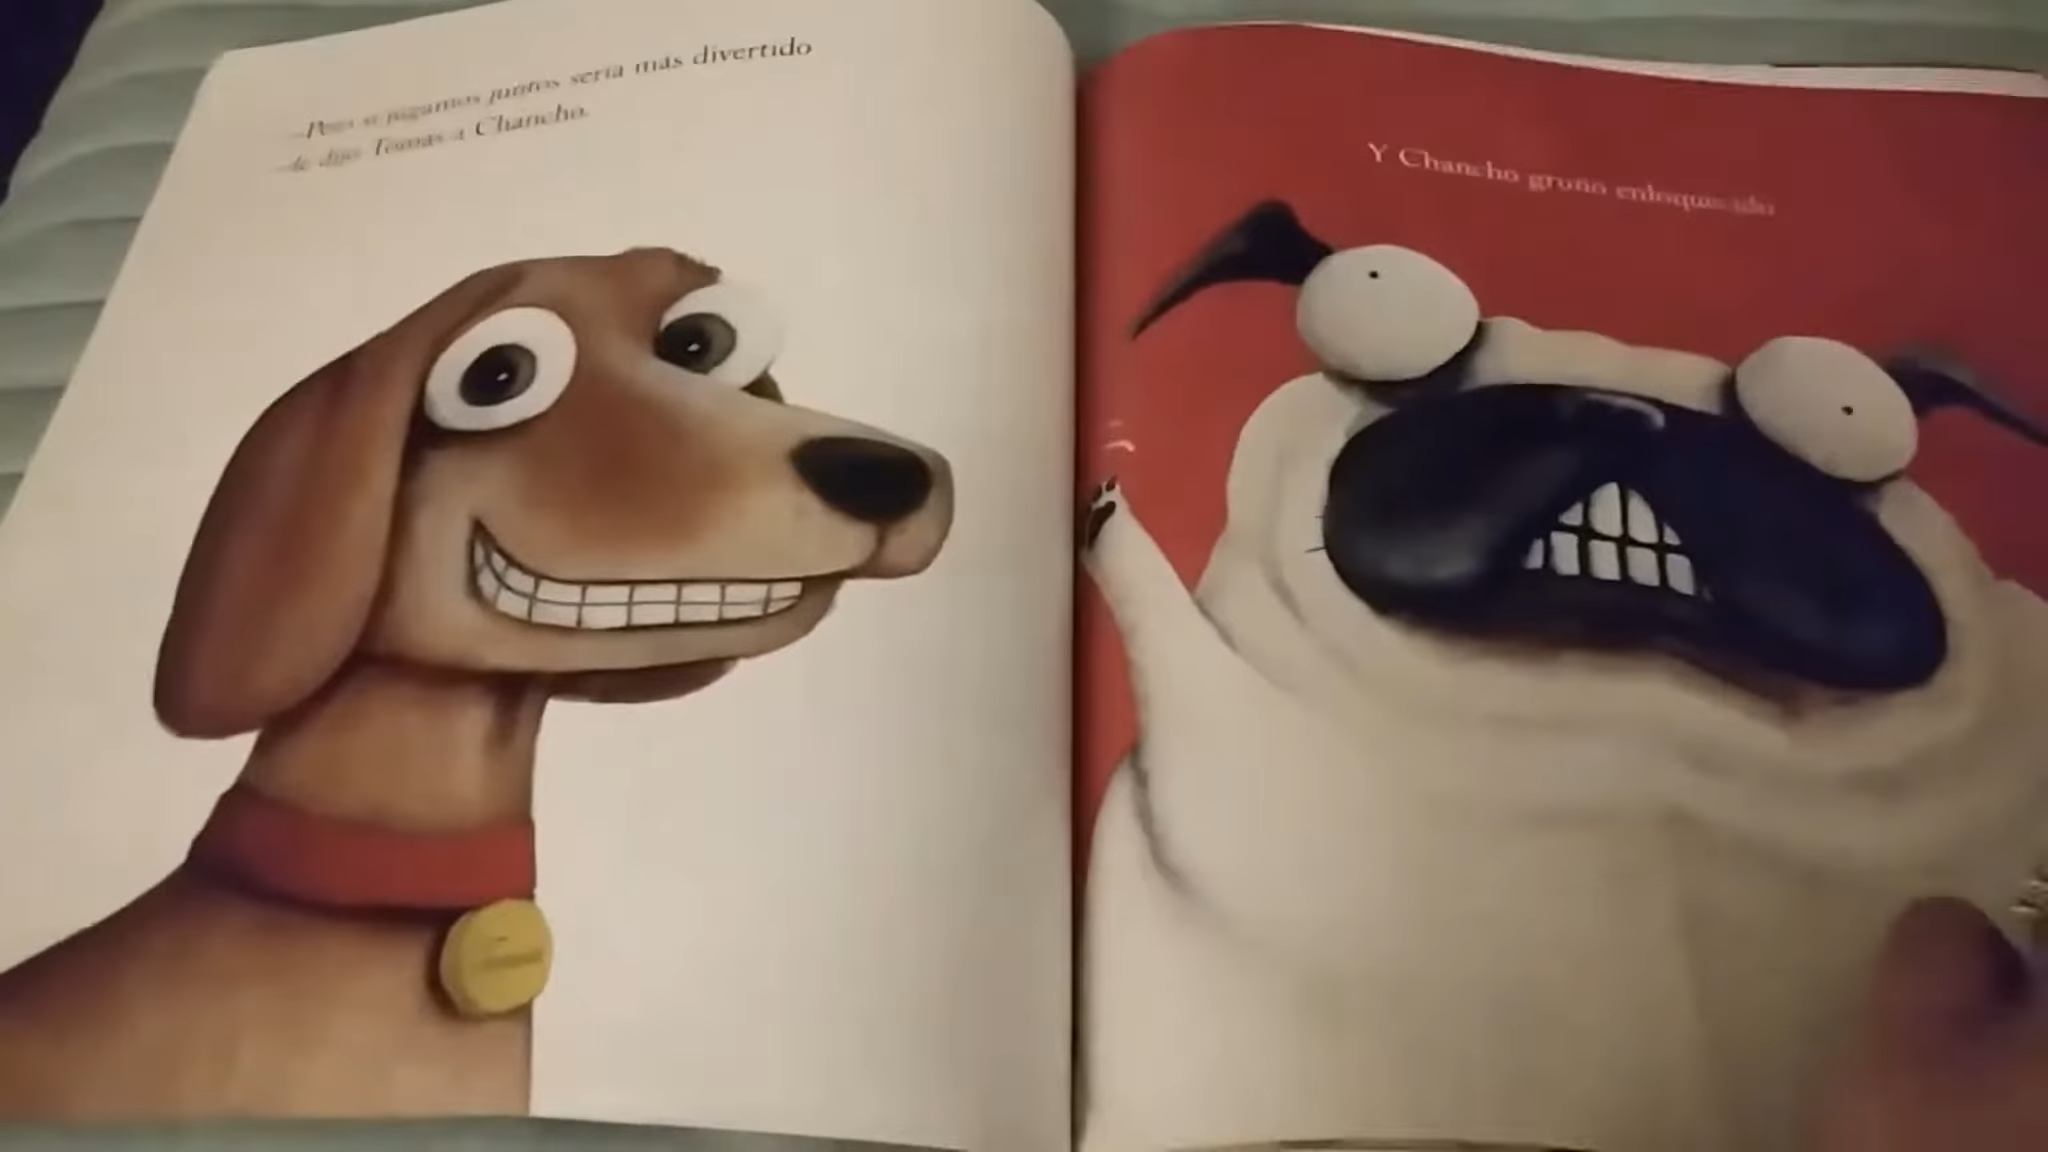 —Pero si jugamos juntos sería más divertido
—le dijo Tomás a Chancho.
Y Chancho gruñó enloquecido